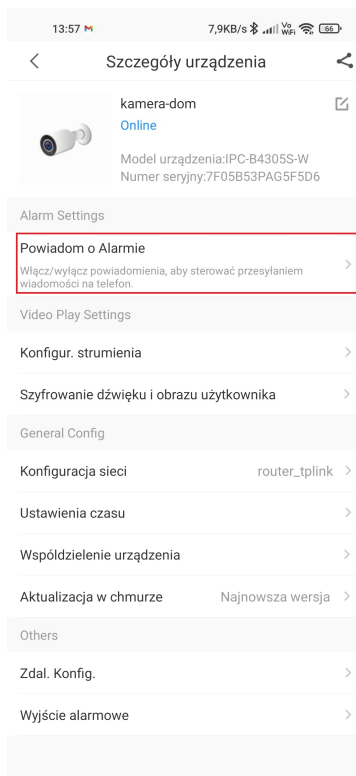 13:57 7,9KB/s Vo WiFi 66
Szczegóły urządzenia
kamera-dom
Online
Model urządzenia:IPC-B4305S-W
Numer seryjny:7F05B53PAG5F5D6
Alarm Settings
Powiadom o Alarmie
Włącz/wyłącz powiadomienia, aby sterować przesyłaniem
wiadomości na telefon.
Video Play Settings
Konfigur. strumienia
Szyfrowanie dźwięku i obrazu użytkownika
General Config
Konfiguracja sieci router_tplink
Ustawienia czasu
Współdzielenie urządzenia
Aktualizacja w chmurze Najnowsza wersja
Others
Zdal. Konfig.
Wyjście alarmowe